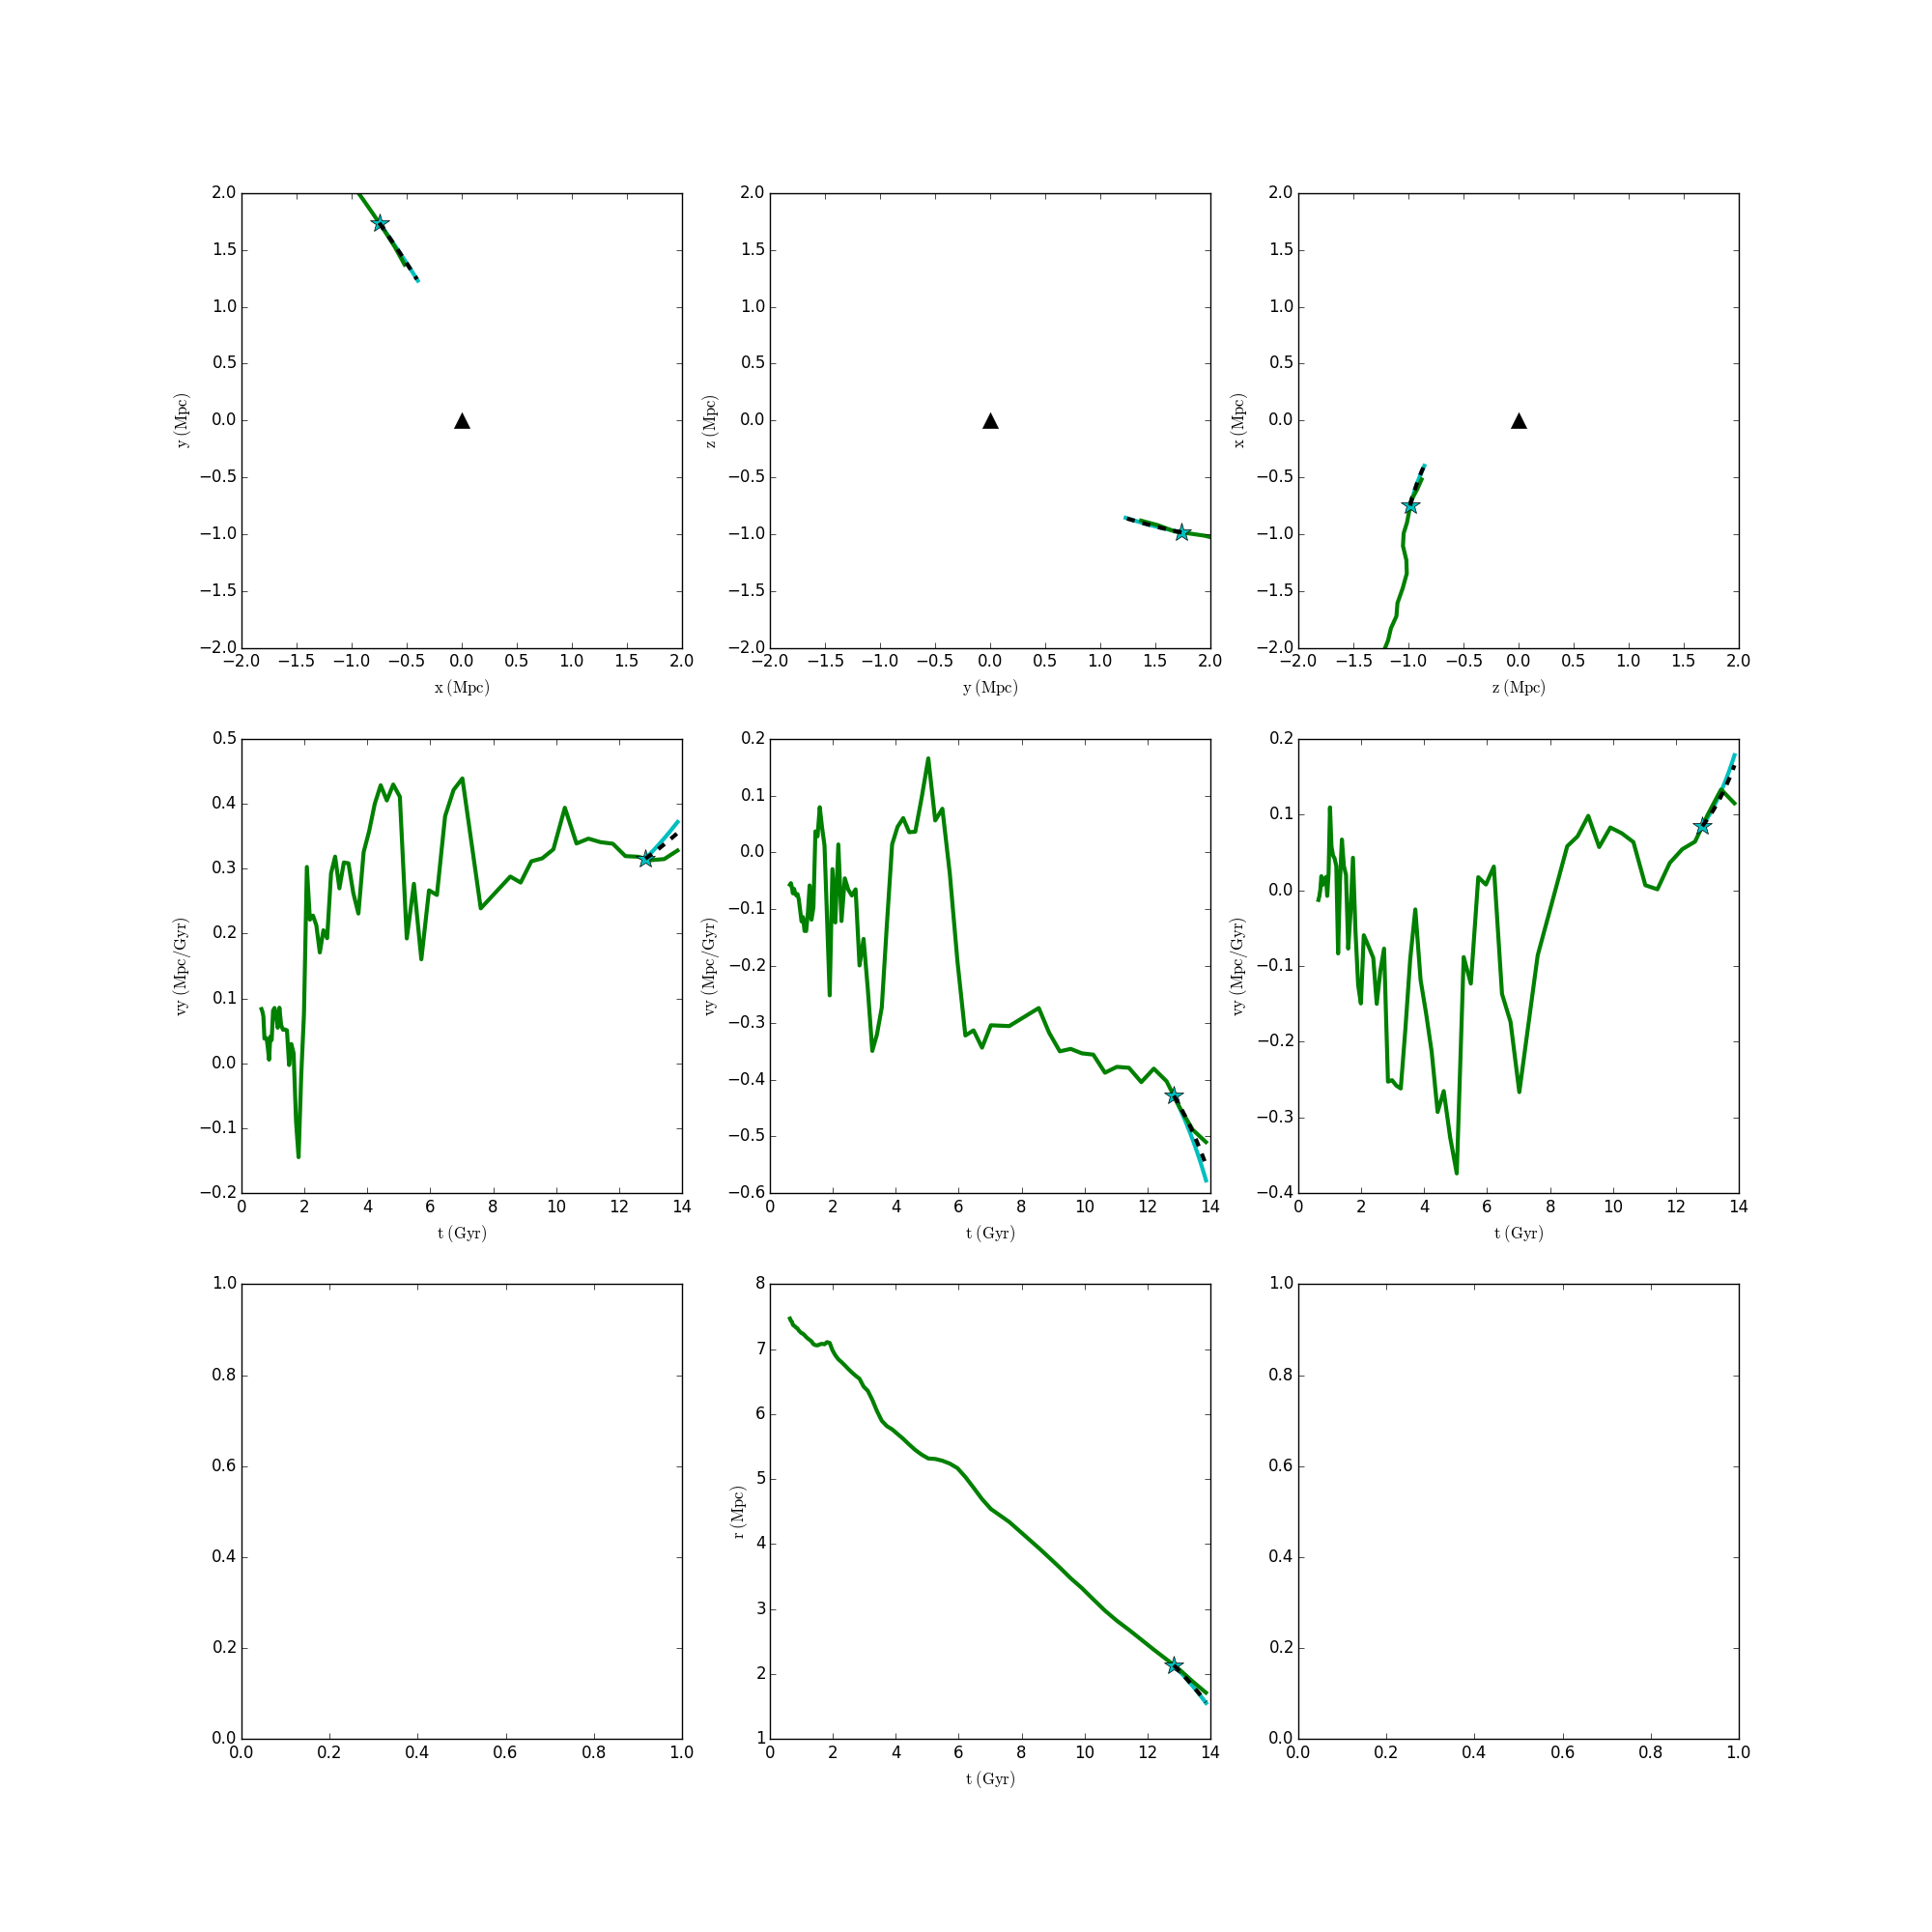 2.0 2.0 2.0
1.5 1.5 1.5
1.0 1.0 1.0
0.5 0.5 0.5
y (Mpc) 0.0 z (Mpc) 0.0 x (Mpc) 0.0
−0.5 −0.5 −0.5
−1.0 −1.0 −1.0
−1.5 −1.5 −1.5
−2.0 −2.0 −2.0
−2.0 −1.5 −1.0 −0.5 0.0 0.5 1.0 1.5 2.0 −2.0 −1.5 −1.0 −0.5 0.0 0.5 1.0 1.5 2.0 −2.0 −1.5 −1.0 −0.5 0.0 0.5 1.0 1.5 2.0
x (Mpc) y (Mpc) z (Mpc)
0.5 0.2 0.2
0.4 0.1 0.1
0.3 0.0 0.0
0.2 −0.1 −0.1
vy (Mpc/Gyr) 0.1 vy (Mpc/Gyr) −0.2 vy (Mpc/Gyr) −0.2
0.0 −0.3 −0.3
−0.1 −0.4 −0.4
−0.2 −0.5
−0.6
0 2 4 6 8 10 12 14 0 2 4 6 8 10 12 14 0 2 4 6 8 10 12 14
t (Gyr) t (Gyr) t (Gyr)
1.0 8 1.0
0.8 7 0.8
0.6 6 0.6
0.4 5 0.4
0.2 r (Mpc) 4 0.2
0.0 3 0.0
2
1
0.0 0.2 0.4 0.6 0.8 1.0 0 2 4 6 8 10 12 14 0.0 0.2 0.4 0.6 0.8 1.0
t (Gyr)